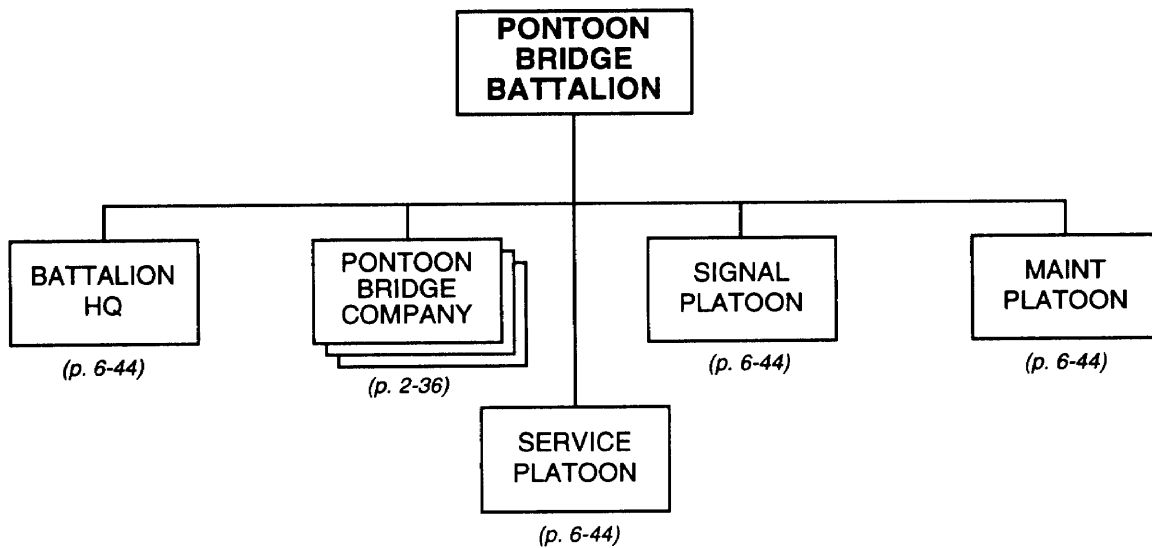 PONTOON
BRIDGE
BATTALION
BATTALION
HQ
(p. 6-44)
PONTOON
BRIDGE
COMPANY
(p. 2-36)
SIGNAL
PLATOON
(p. 6-44)
MAINT
PLATOON
(p. 6-44)
SERVICE
PLATOON
(p. 6-44)